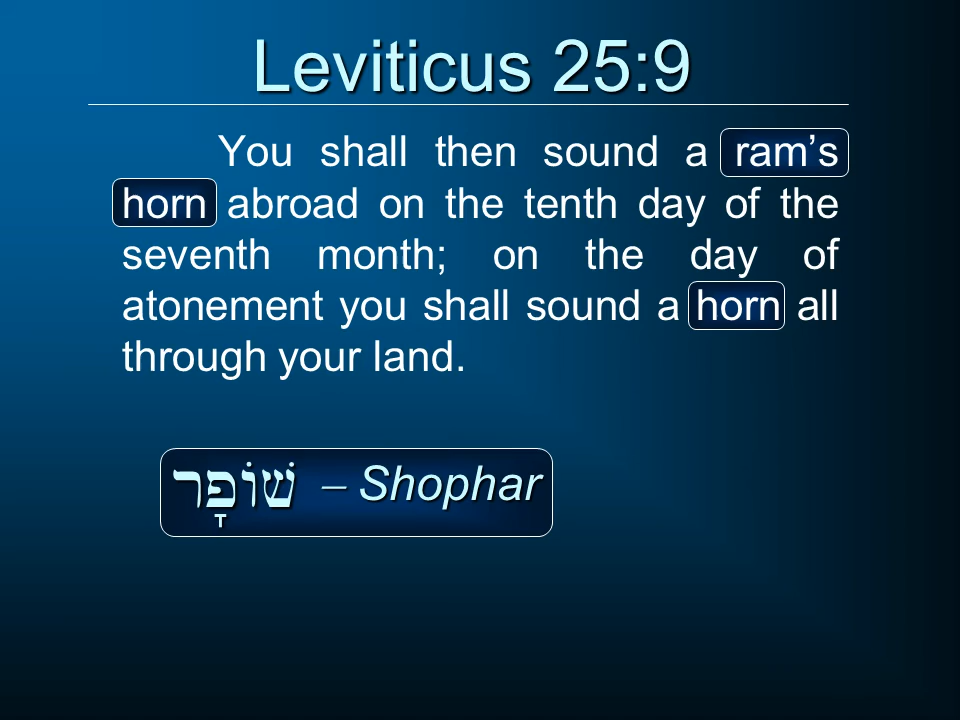 Leviticus 25:9
You shall then sound a ram’s
horn abroad on the tenth day of the
seventh month; on the day of
atonement you shall sound a horn all
through your land.
שׁוֹפָר – Shophar